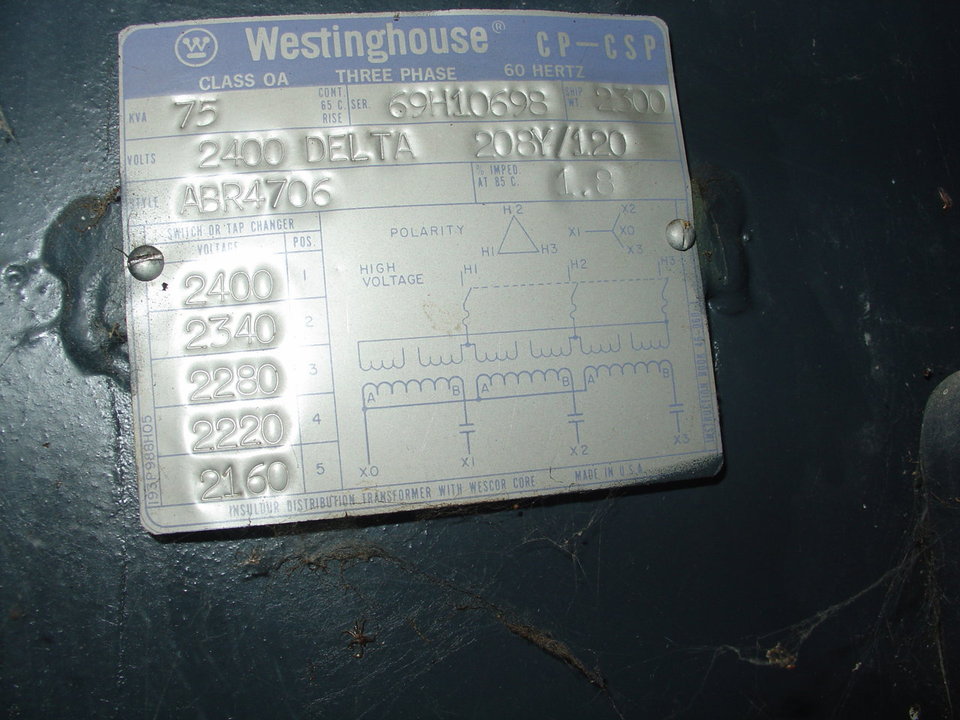 W Westinghouse® CP-CSP
CLASS OA THREE PHASE 60 HERTZ
KVA 75 CONT. 65 C. RISE SER. 69H10698 SHIP WT. 2300
VOLTS 2400 DELTA 208Y/120
STYLE ABR4706 % IMPED. AT 85 C. 1.8
SWITCH OR TAP CHANGER
VOLTAGE POS.
2400 1
2340 2
2280 3
2220 4
2160 5
POLARITY H2 H1 H3 X2 X1 X0 X3
HIGH VOLTAGE H1 H2 H3
A B A B A B
X0 X1 X2 X3
INSULDUR DISTRIBUTION TRANSFORMER WITH WESCOR CORE MADE IN U.S.A.
INSTRUCTION BOOK